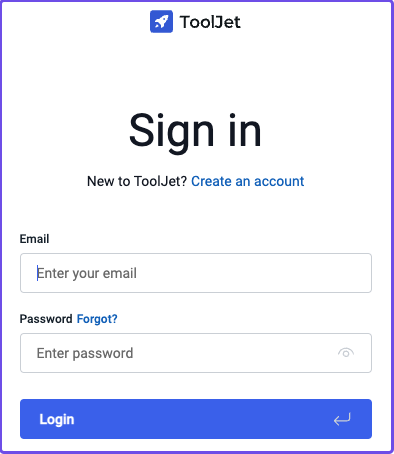 ToolJet
Sign in
New to ToolJet? Create an account
Email
Enter your email
Password Forgot?
Enter password
Login